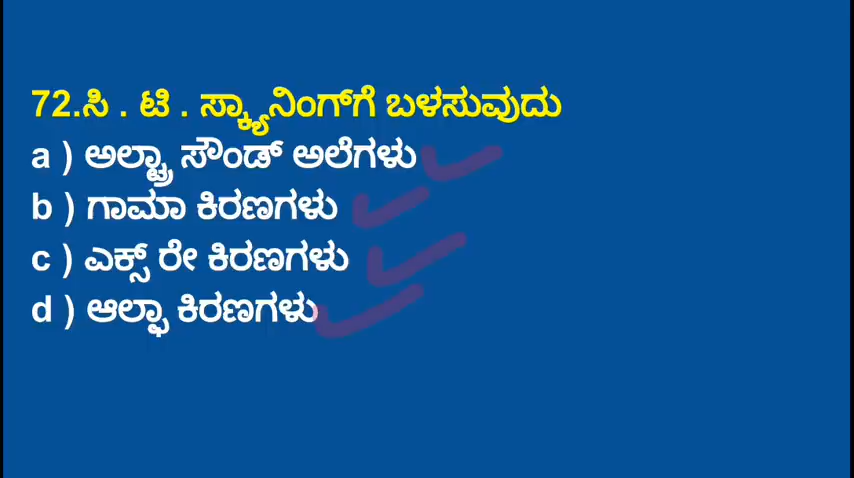 72.ಸಿ . ಟಿ . ಸ್ಕ್ಯಾನಿಂಗ್‌ಗೆ ಬಳಸುವುದು
a ) ಅಲ್ಟ್ರಾ ಸೌಂಡ್ ಅಲೆಗಳು
b ) ಗಾಮಾ ಕಿರಣಗಳು
c ) ಎಕ್ಸ್ ರೇ ಕಿರಣಗಳು
d ) ಆಲ್ಫಾ ಕಿರಣಗಳು